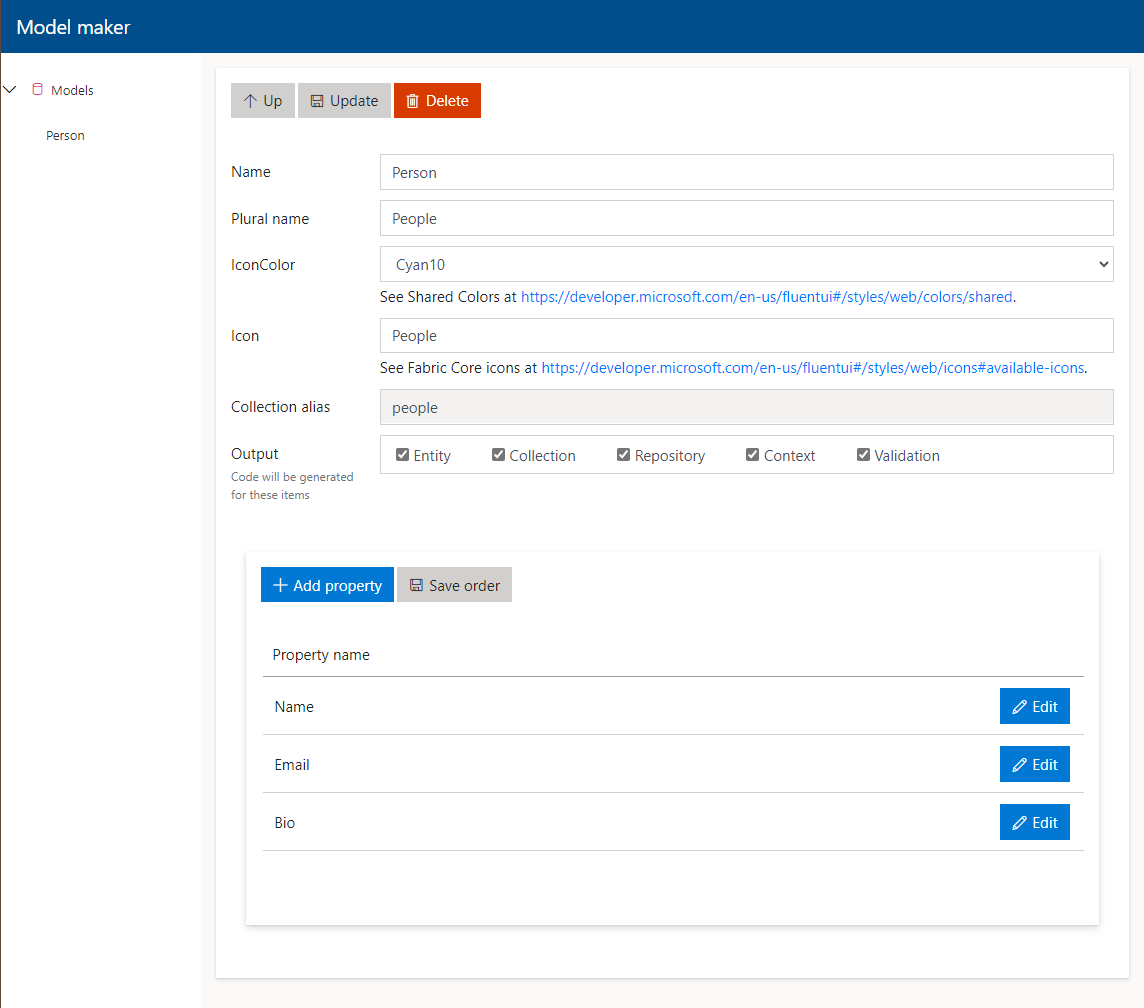 Model maker
Models
Person
Up Update Delete
Name Person
Plural name People
IconColor Cyan10
See Shared Colors at https://developer.microsoft.com/en-us/fluentui#/styles/web/colors/shared.
Icon People
See Fabric Core icons at https://developer.microsoft.com/en-us/fluentui#/styles/web/icons#available-icons.
Collection alias people
Output Entity Collection Repository Context Validation
Code will be generated
for these items
Add property Save order
Property name
Name Edit
Email Edit
Bio Edit